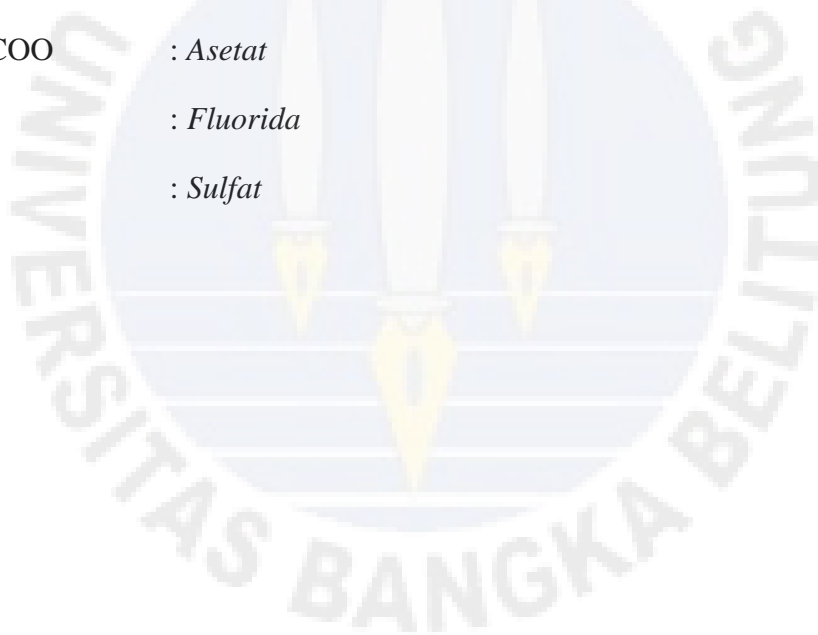 COO : Asetat
: Fluorida
: Sulfat
UNIVERSITAS BANGKA BELITUNG